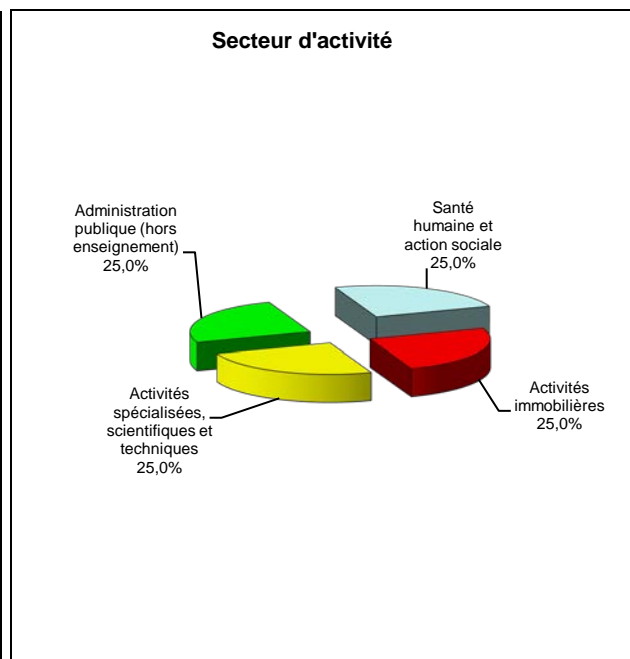 Secteur d'activité
Administration
publique (hors
enseignement)
25,0%
Santé
humaine et
action sociale
25,0%
Activités
spécialisées,
scientifiques et
techniques
25,0%
Activités
immobilières
25,0%